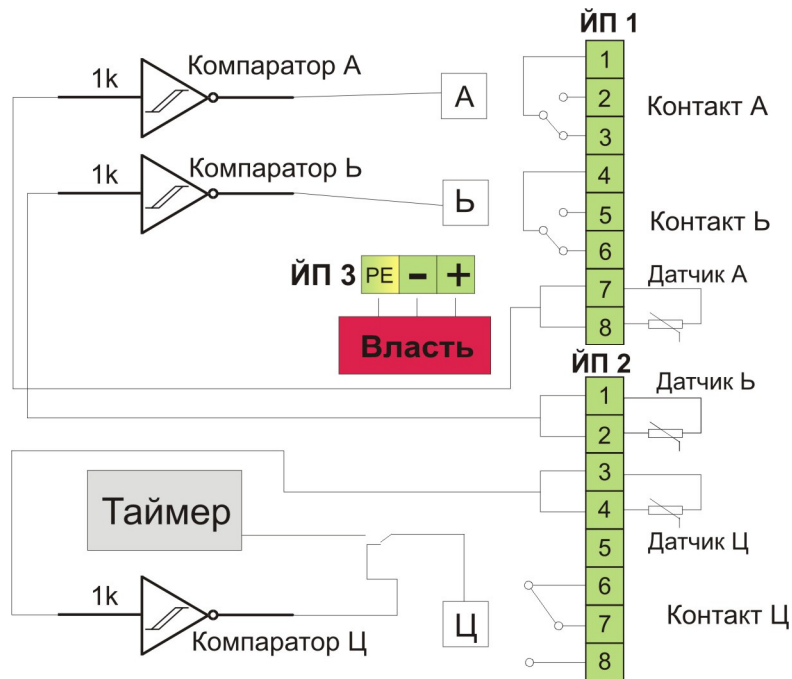 ЙП 1
1k
Компаратор А
А
1
2
3
Контакт А
1k
Компаратор Ь
Ь
4
5
6
Контакт Ь
ЙП 3
PE - +
Власть
7
8
Датчик А
ЙП 2
1
2
Датчик Ь
3
4
Датчик Ц
5
Таймер
1k
Компаратор Ц
Ц
6
7
8
Контакт Ц